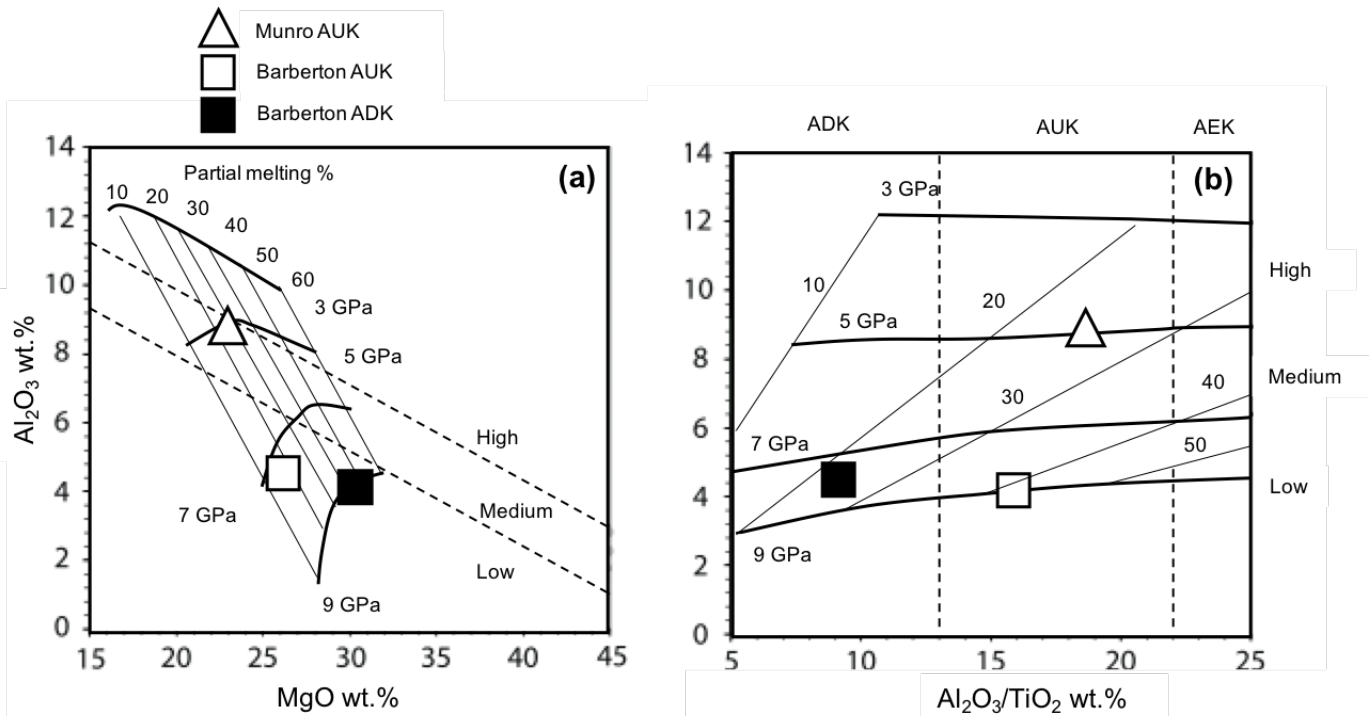 Munro AUK
Barberton AUK
Barberton ADK
(a)
Partial melting %
10
20
30
40
50
60
3 GPa
5 GPa
7 GPa
9 GPa
High
Medium
Low
14
12
10
8
6
4
2
0
15
20
25
30
35
40
45
Al₂O₃ wt.%
MgO wt.%
ADK
AUK
AEK
(b)
3 GPa
10
20
5 GPa
30
40
7 GPa
50
9 GPa
High
Medium
Low
14
12
10
8
6
4
2
0
5
10
15
20
25
Al₂O₃/TiO₂ wt.%